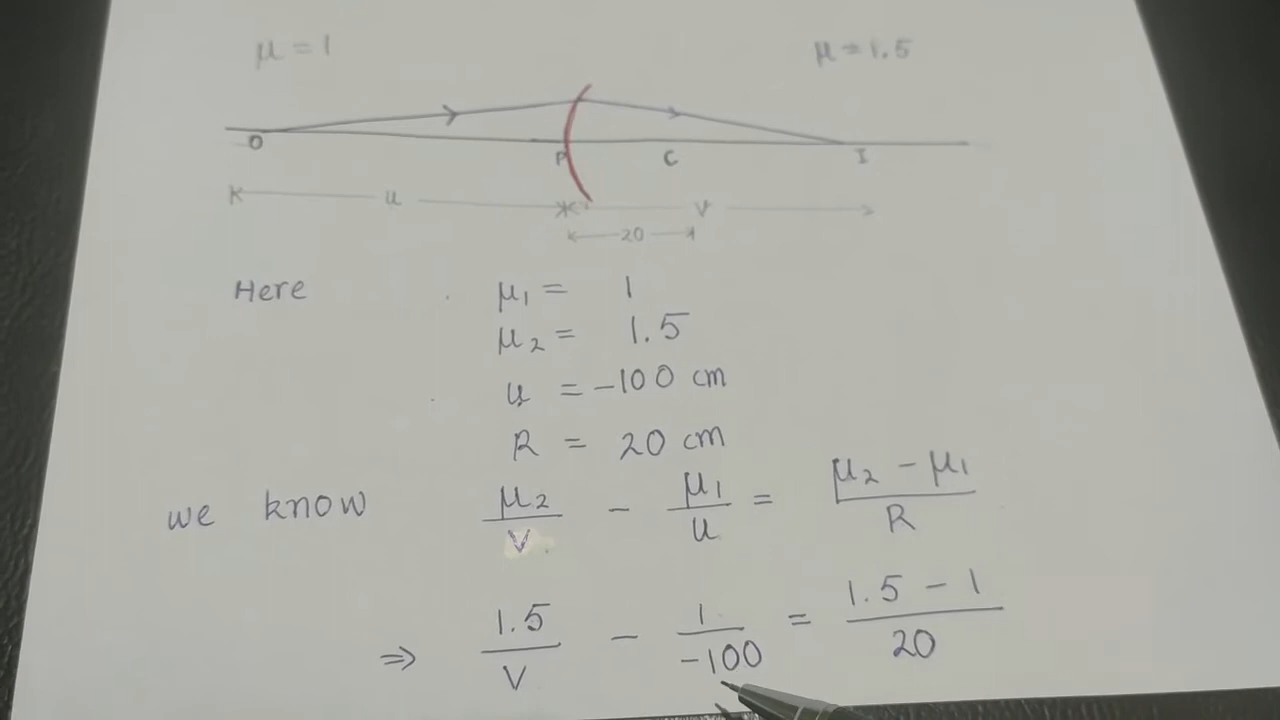 μ = 1 μ = 1.5
O P C I
u v
20
Here μ₁ = 1
μ₂ = 1.5
u = -100 cm
R = 20 cm
we know μ₂/v - μ₁/u = μ₂ - μ₁/R
⇒ 1.5/v - 1/-100 = 1.5 - 1/20